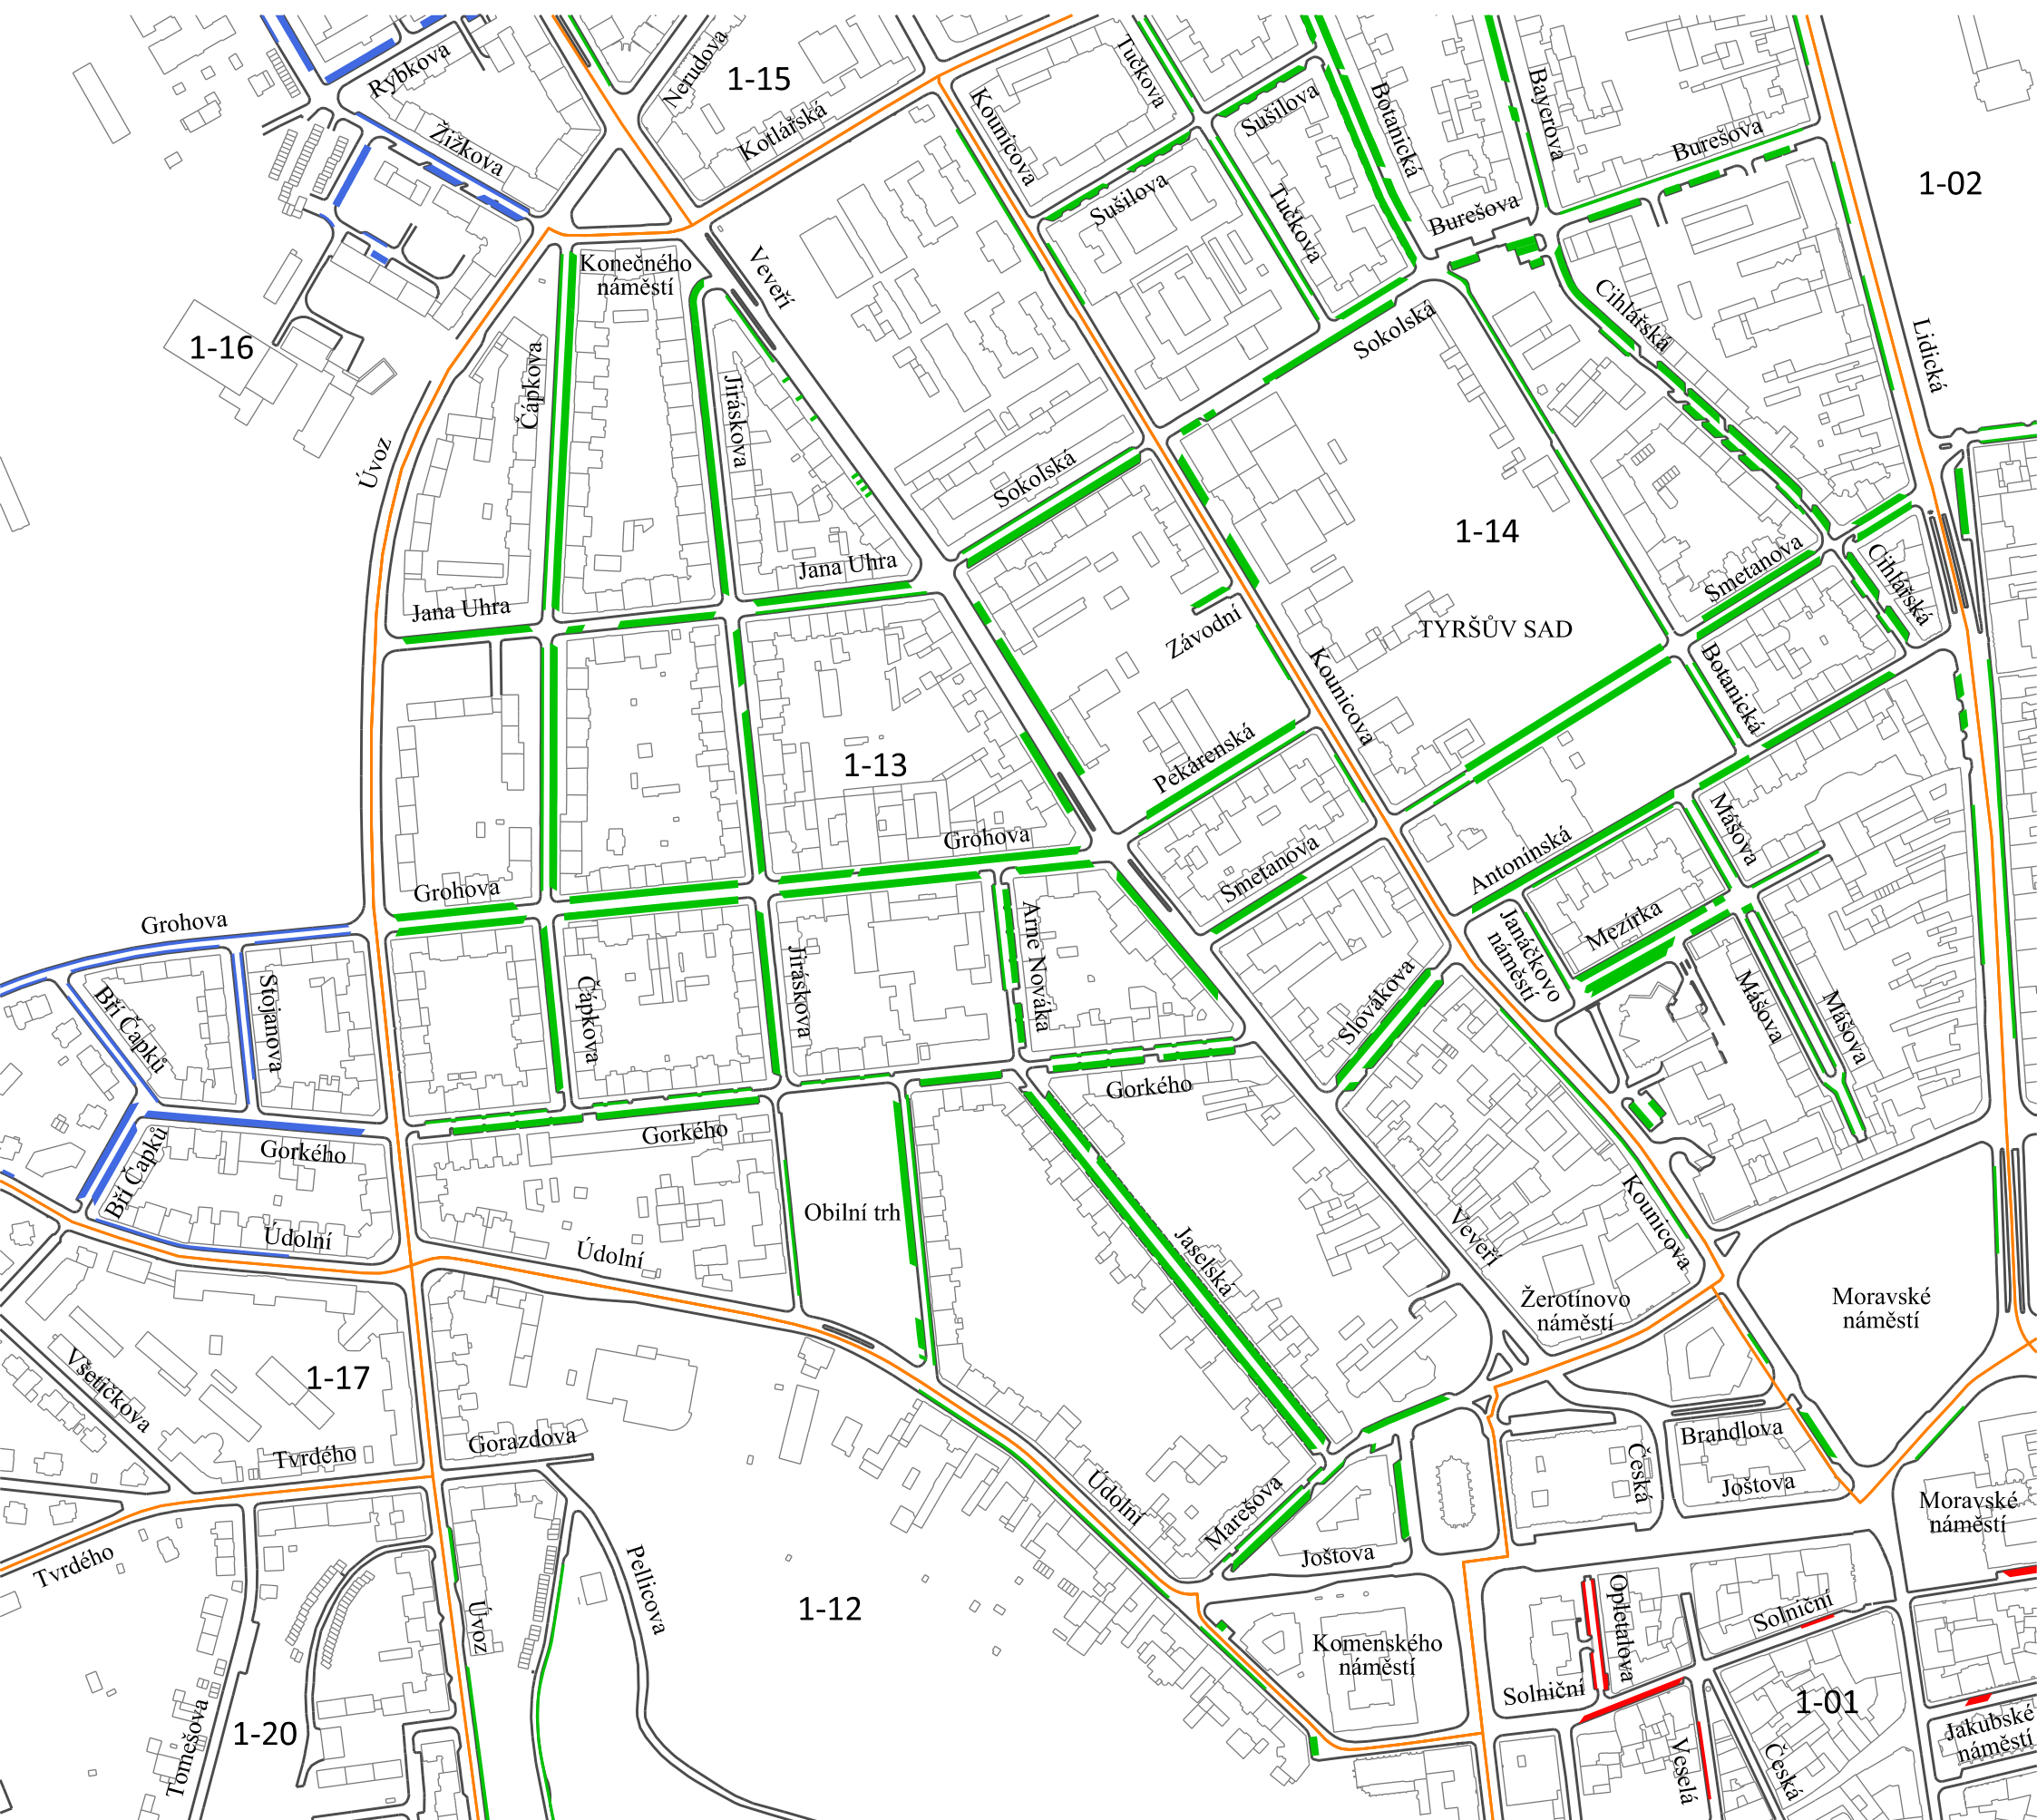 Rybkova
Nerudova
1-15
Tučkova
Kounicova
Sušilova
Botanická
Bayerova
Burešova
Žižkova
Kotlářská
1-02
Sušilova
Tučkova
Burešova
Konečného
náměstí
Veveří
Cihlářská
Sokolská
Lidická
1-16
Čápkova
Jiráskova
Úvoz
Sokolská
1-14
Smetanova
Cihlářská
Jana Uhra
Jana Uhra
Závodní
TYRŠŮV SAD
Kounicova
Botanická
1-13
Pekárenská
Mášova
Grohova
Smetanova
Antonínská
Grohova
Grohova
Arne Nováka
Janáčkovo
náměstí
Mezírka
Bří Čapků
Stojanova
Čápkova
Jiráskova
Slovákova
Mášova
Mášova
Gorkého
Gorkého
Gorkého
Bří Čapků
Údolní
Údolní
Obilní trh
Jaselská
Veveří
Kounicova
Žerotínovo
náměstí
Moravské
náměstí
Všetičkova
1-17
Tvrdého
Gorazdova
Údolní
Marešova
Česká
Brandlova
Joštova
Moravské
náměstí
Joštova
Tvrdého
Úvoz
Pellicova
1-12
Opletalova
Solniční
Komenského
náměstí
Solniční
1-01
1-20
Tomešova
Veselá
Česká
Jakubské
náměstí